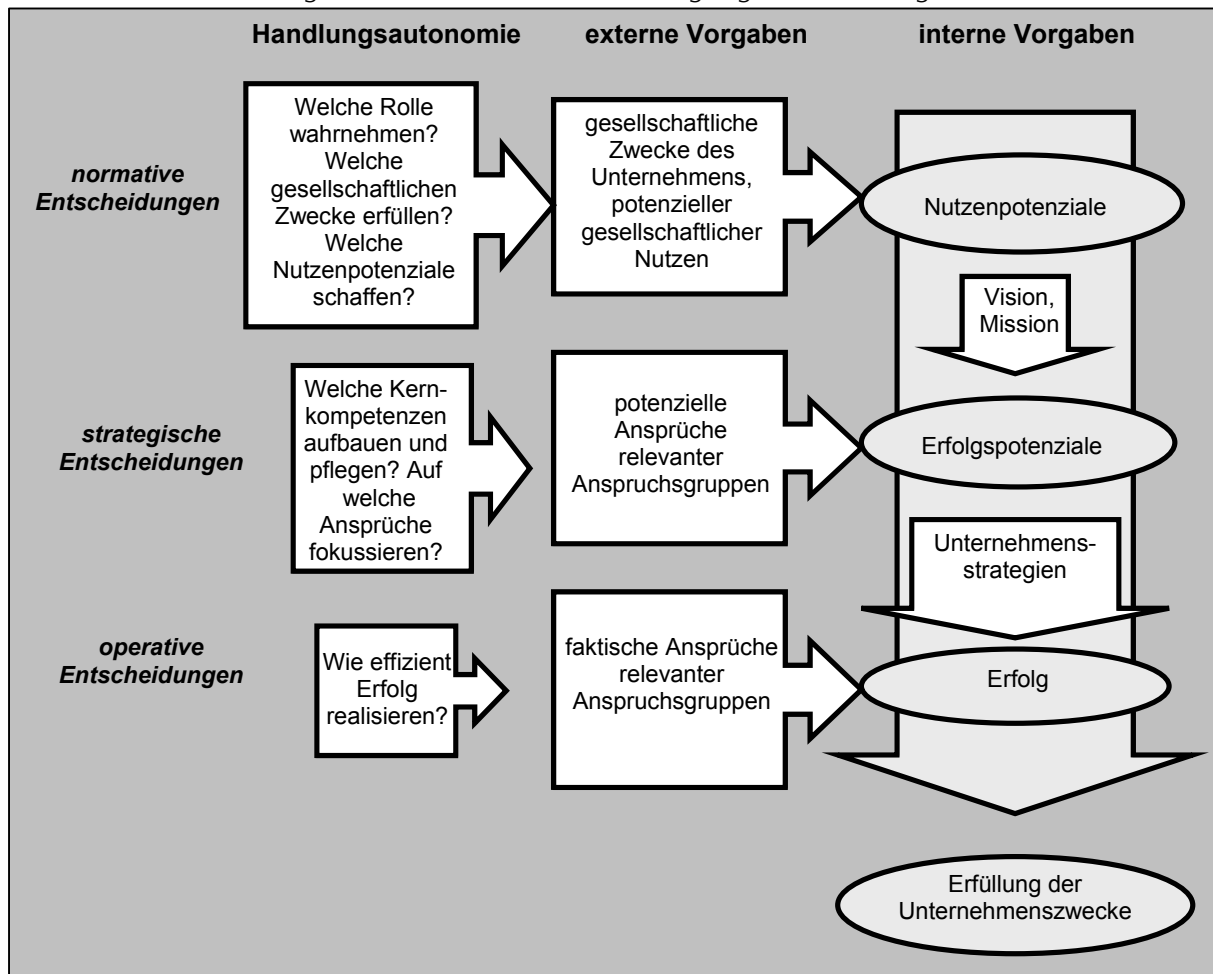 Handlungsautonomie
externe Vorgaben
interne Vorgaben
normative
Entscheidungen
Welche Rolle
wahrnehmen?
Welche
gesellschaftlichen
Zwecke erfüllen?
Welche
Nutzenpotenziale
schaffen?
gesellschaftliche
Zwecke des
Unternehmens,
potenzieller
gesellschaftlicher
Nutzen
Nutzenpotenziale
Vision,
Mission
strategische
Entscheidungen
Welche Kern-
kompetenzen
aufbauen und
pflegen? Auf
welche
Ansprüche
fokussieren?
potenzielle
Ansprüche
relevanter
Anspruchsgruppen
Erfolgspotenziale
Unternehmens-
strategien
operative
Entscheidungen
Wie effizient
Erfolg
realisieren?
faktische Ansprüche
relevanter
Anspruchsgruppen
Erfolg
Erfüllung der
Unternehmenszwecke